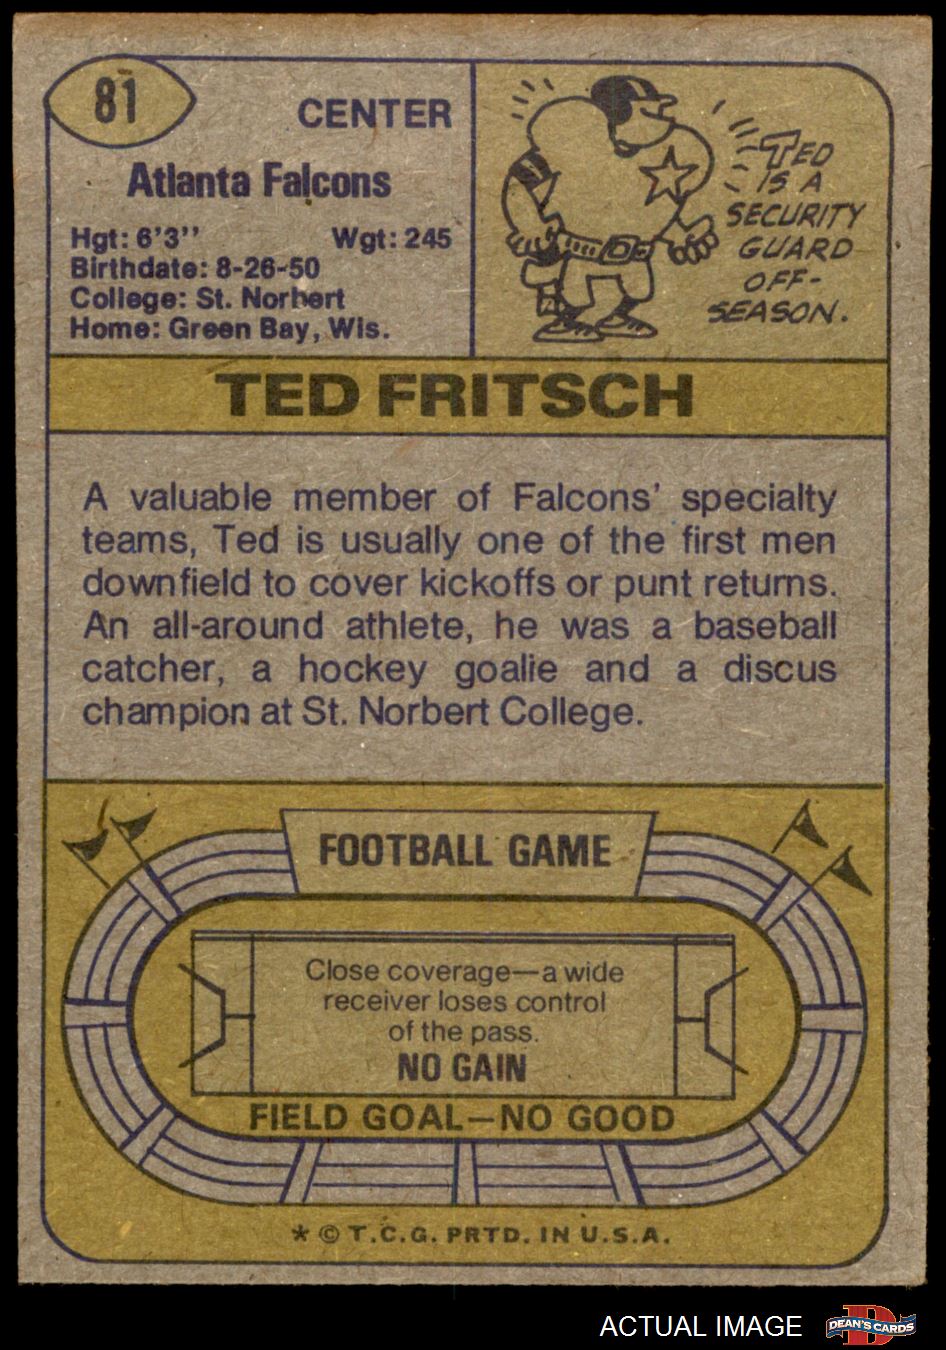 81
CENTER
Atlanta Falcons
Hgt: 6'3'' Wgt: 245
Birthdate: 8-26-50
College: St. Norbert
Home: Green Bay, Wis.
TED
IS A
SECURITY
GUARD
OFF-
SEASON.
TED FRITSCH
A valuable member of Falcons' specialty
teams, Ted is usually one of the first men
downfield to cover kickoffs or punt returns.
An all-around athlete, he was a baseball
catcher, a hockey goalie and a discus
champion at St. Norbert College.
FOOTBALL GAME
Close coverage—a wide
receiver loses control
of the pass.
NO GAIN
FIELD GOAL—NO GOOD
* © T.C.G. PRTD. IN U.S.A.
ACTUAL IMAGE
D
DEAN'S CARDS